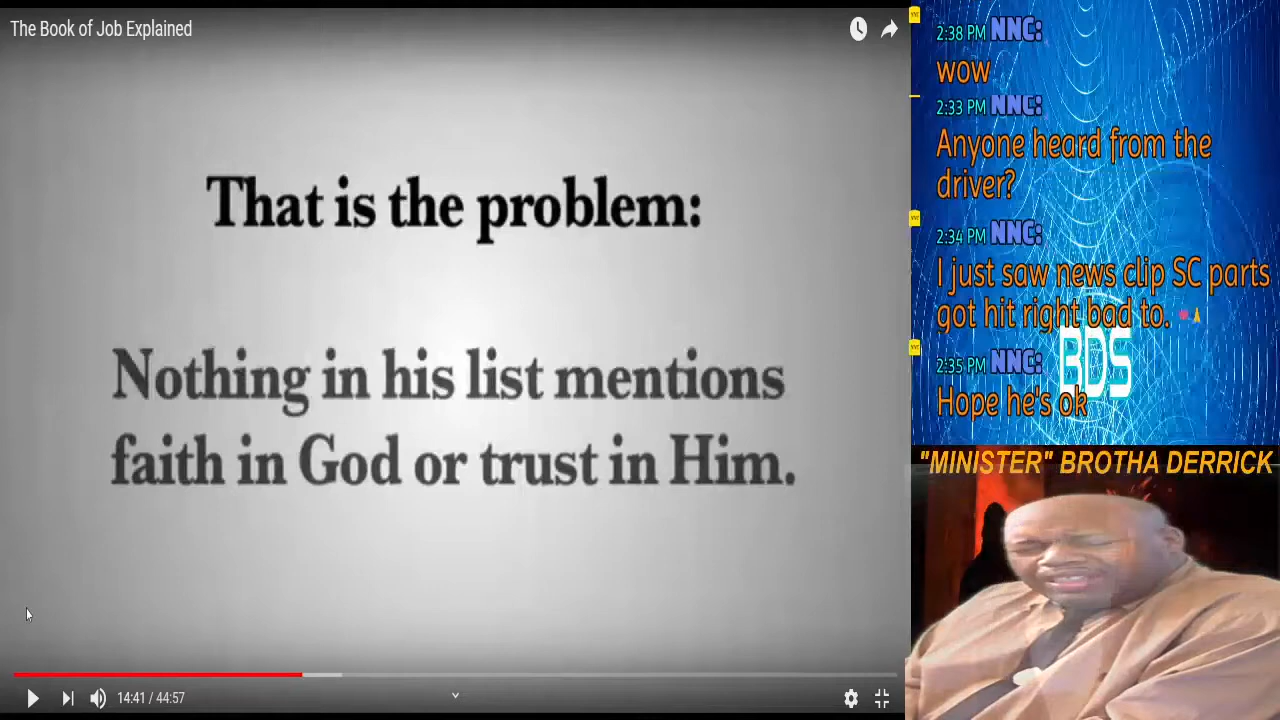 The Book of Job Explained
That is the problem:
Nothing in his list mentions
faith in God or trust in Him.
14:41 / 44:57
2:38 PM NNC:
wow
2:33 PM NNC:
Anyone heard from the
driver?
2:34 PM NNC:
I just saw news clip SC parts
got hit right bad to.
2:35 PM NNC:
Hope he's ok
BDS
"MINISTER" BROTHA DERRICK